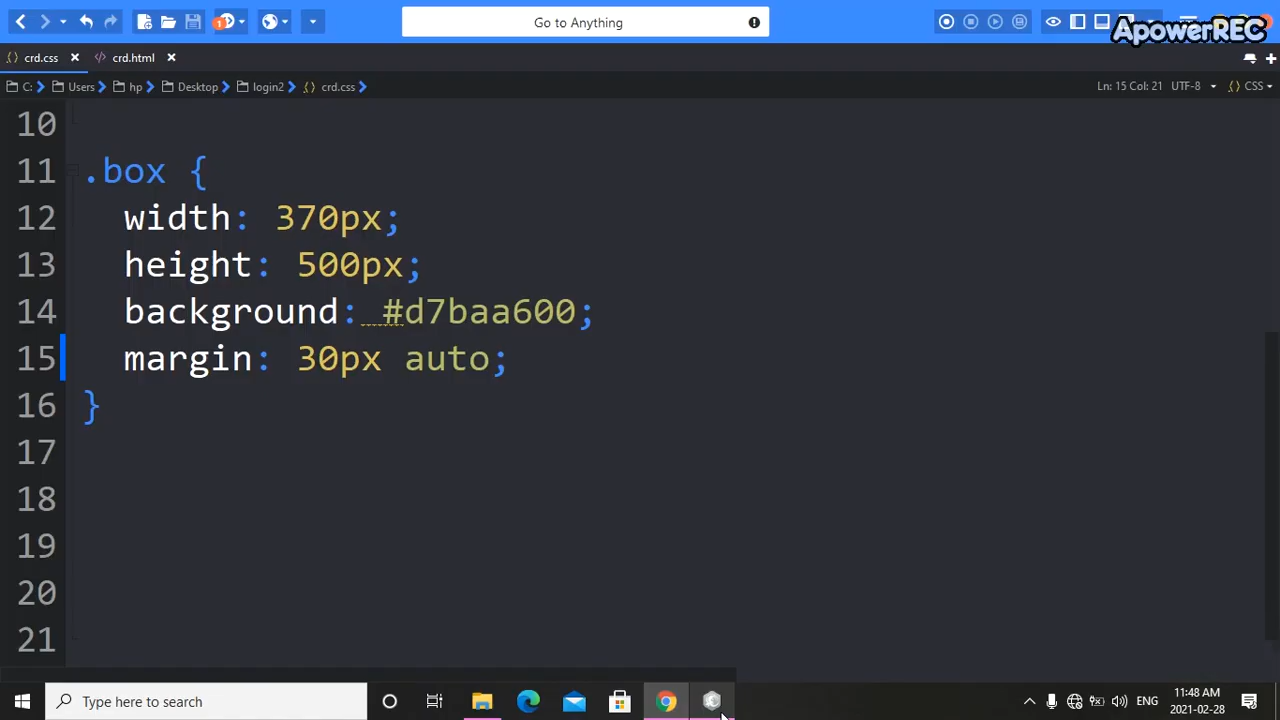 Go to Anything
ApowerREC
crd.css
crd.html
C: Users hp Desktop login2 crd.css
Ln: 15 Col: 21 UTF-8 CSS
10
11 .box {
12 width: 370px;
13 height: 500px;
14 background: #d7baa600;
15 margin: 30px auto;
16 }
17
18
19
20
21
Type here to search
ENG
11:48 AM
2021-02-28